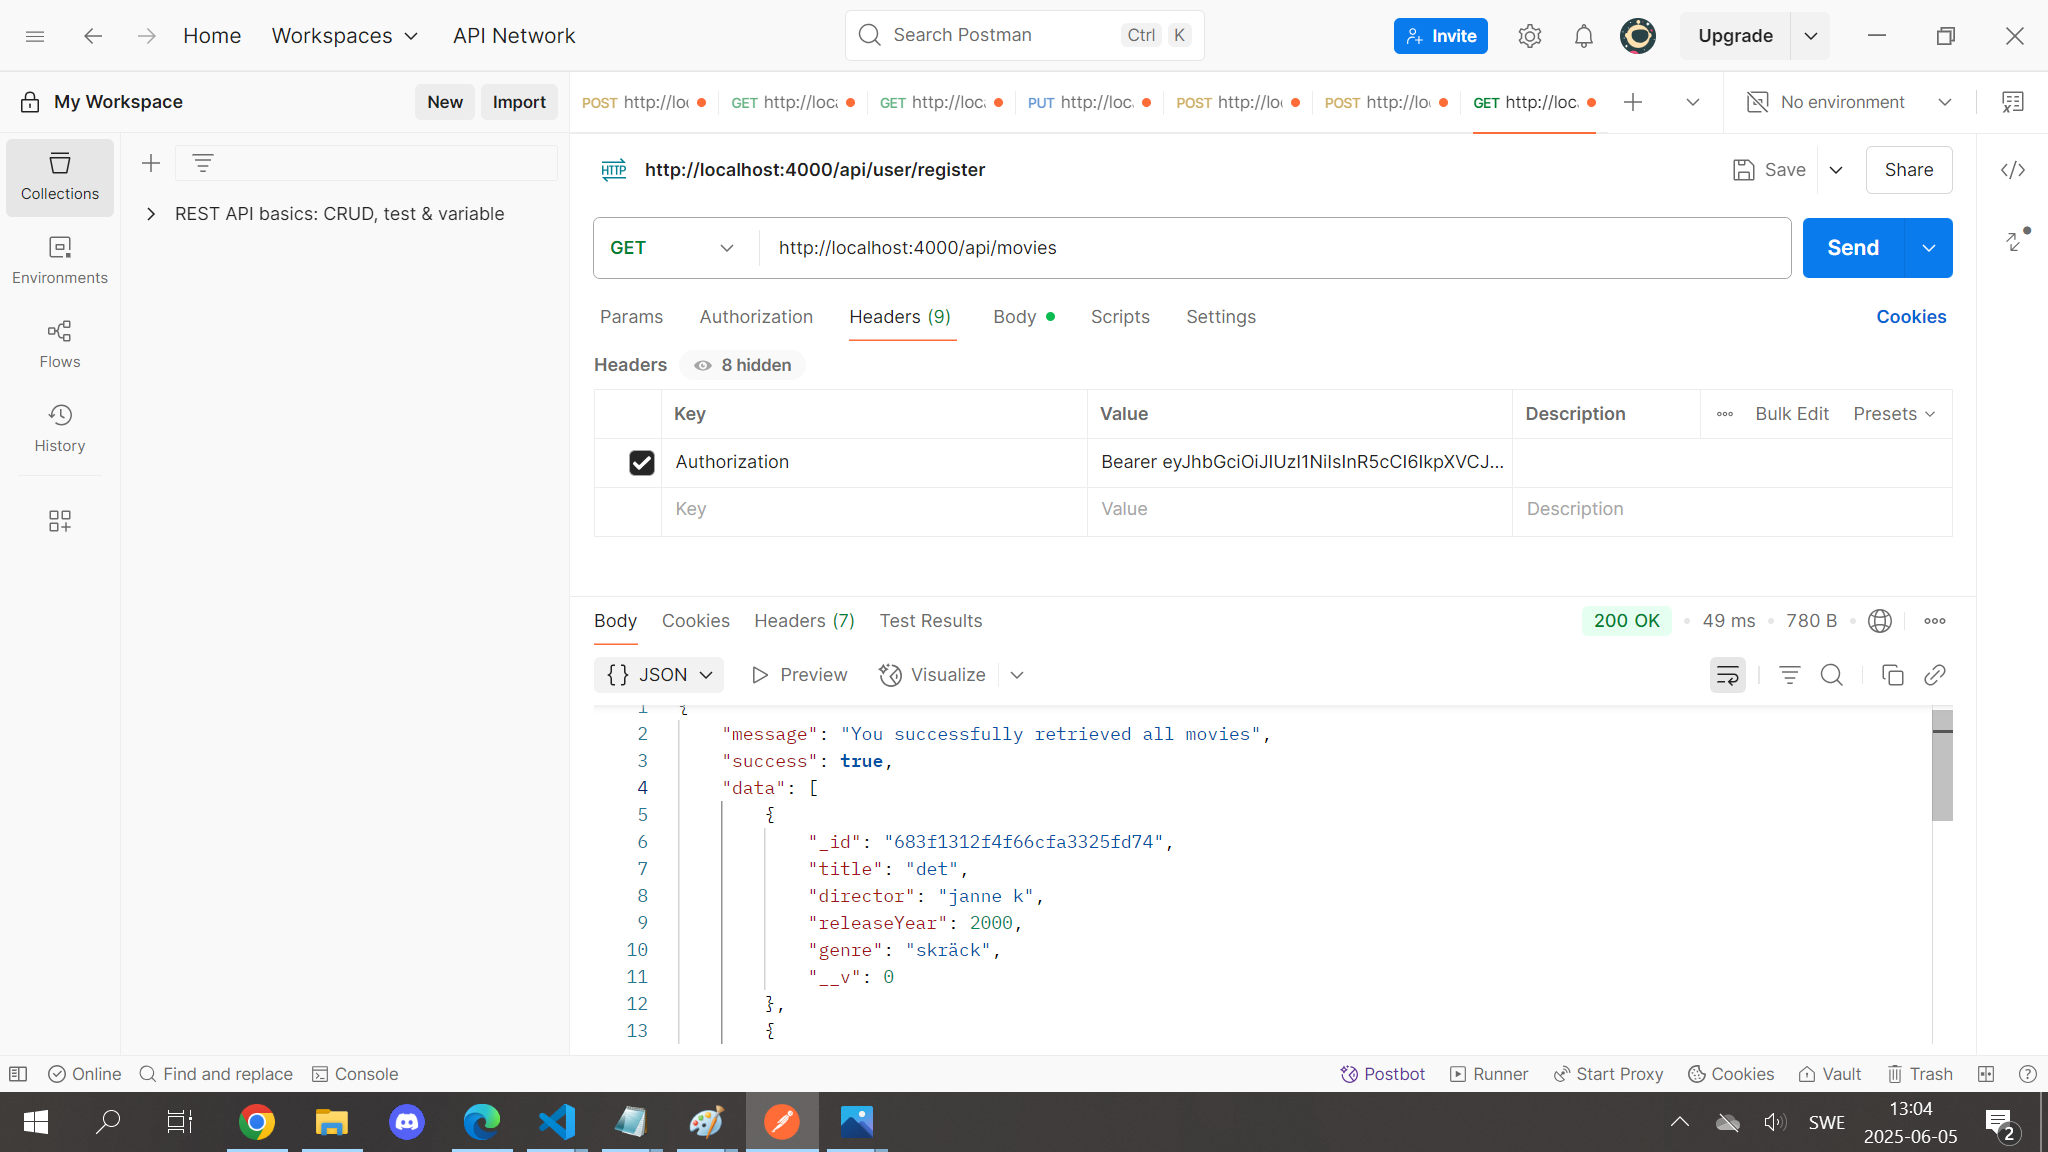 Home Workspaces API Network Search Postman Ctrl K Invite Upgrade
My Workspace New Import POST http://loc GET http://loca GET http://loca PUT http://loca POST http://loc POST http://loc GET http://loc No environment
Collections
Environments
Flows
History
REST API basics: CRUD, test & variable
HTTP http://localhost:4000/api/user/register Save Share
GET http://localhost:4000/api/movies Send
Params Authorization Headers (9) Body Scripts Settings Cookies
Headers 8 hidden
Key Value Description Bulk Edit Presets
Authorization Bearer eyJhbGciOiJIUzI1NiIsInR5cCI6IkpXVCJ...
Key Value Description
Body Cookies Headers (7) Test Results 200 OK 49 ms 780 B
{} JSON Preview Visualize
1 {
2 "message": "You successfully retrieved all movies",
3 "success": true,
4 "data": [
5 {
6 "_id": "683f1312f4f66cfa3325fd74",
7 "title": "det",
8 "director": "janne k",
9 "releaseYear": 2000,
10 "genre": "skräck",
11 "__v": 0
12 },
13 {
Online Find and replace Console Postbot Runner Start Proxy Cookies Vault Trash
SWE 13:04
2025-06-05 2